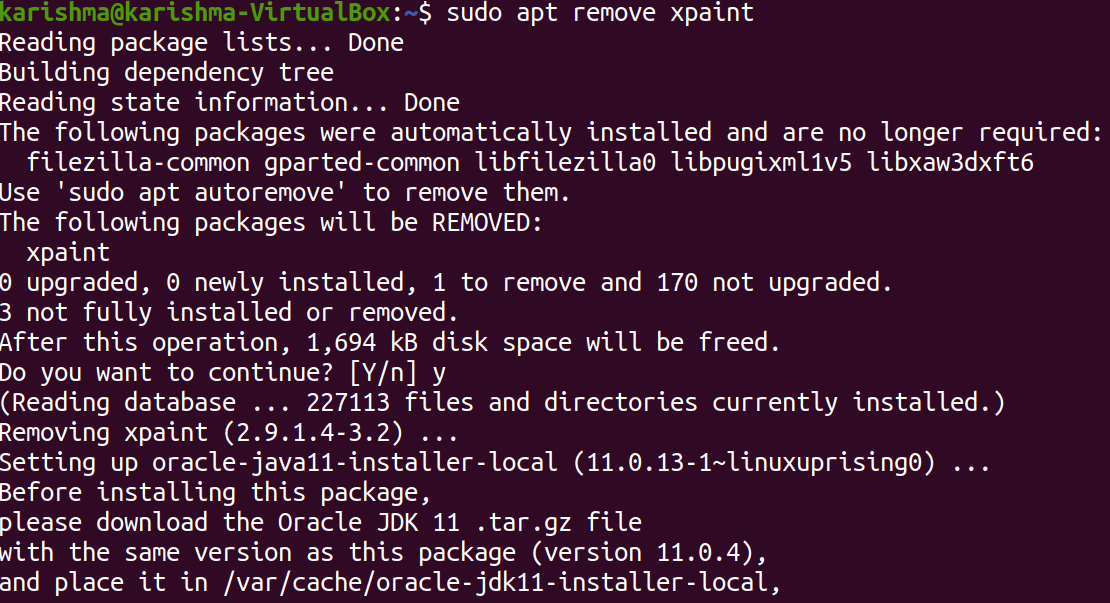 karishma@karishma-VirtualBox:~$ sudo apt remove xpaint
Reading package lists... Done
Building dependency tree
Reading state information... Done
The following packages were automatically installed and are no longer required:
  filezilla-common gparted-common libfilezilla0 libpugixml1v5 libxaw3dxft6
Use 'sudo apt autoremove' to remove them.
The following packages will be REMOVED:
  xpaint
0 upgraded, 0 newly installed, 1 to remove and 170 not upgraded.
3 not fully installed or removed.
After this operation, 1,694 kB disk space will be freed.
Do you want to continue? [Y/n] y
(Reading database ... 227113 files and directories currently installed.)
Removing xpaint (2.9.1.4-3.2) ...
Setting up oracle-java11-installer-local (11.0.13-1~linuxuprising0) ...
Before installing this package,
please download the Oracle JDK 11 .tar.gz file
with the same version as this package (version 11.0.4),
and place it in /var/cache/oracle-jdk11-installer-local,